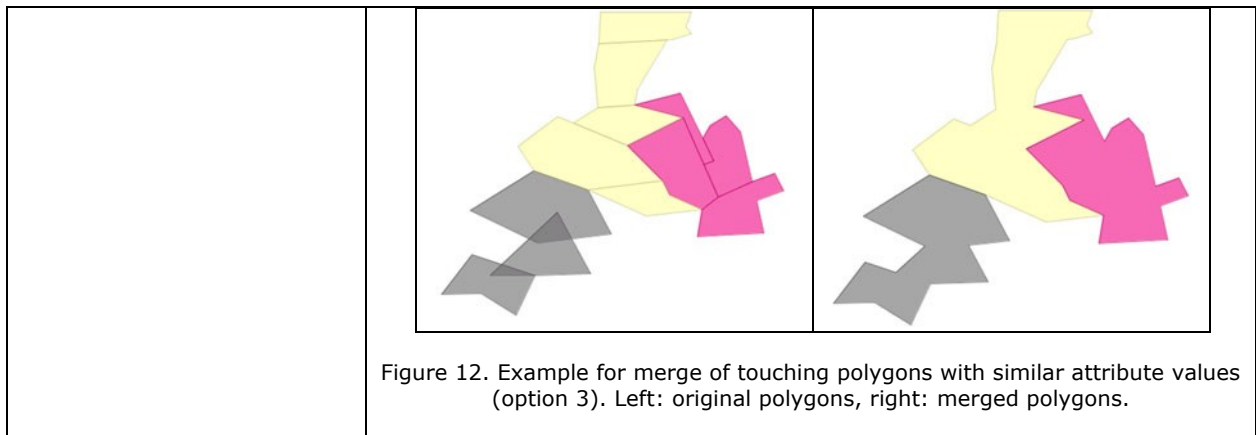 Figure 12. Example for merge of touching polygons with similar attribute values
(option 3). Left: original polygons, right: merged polygons.